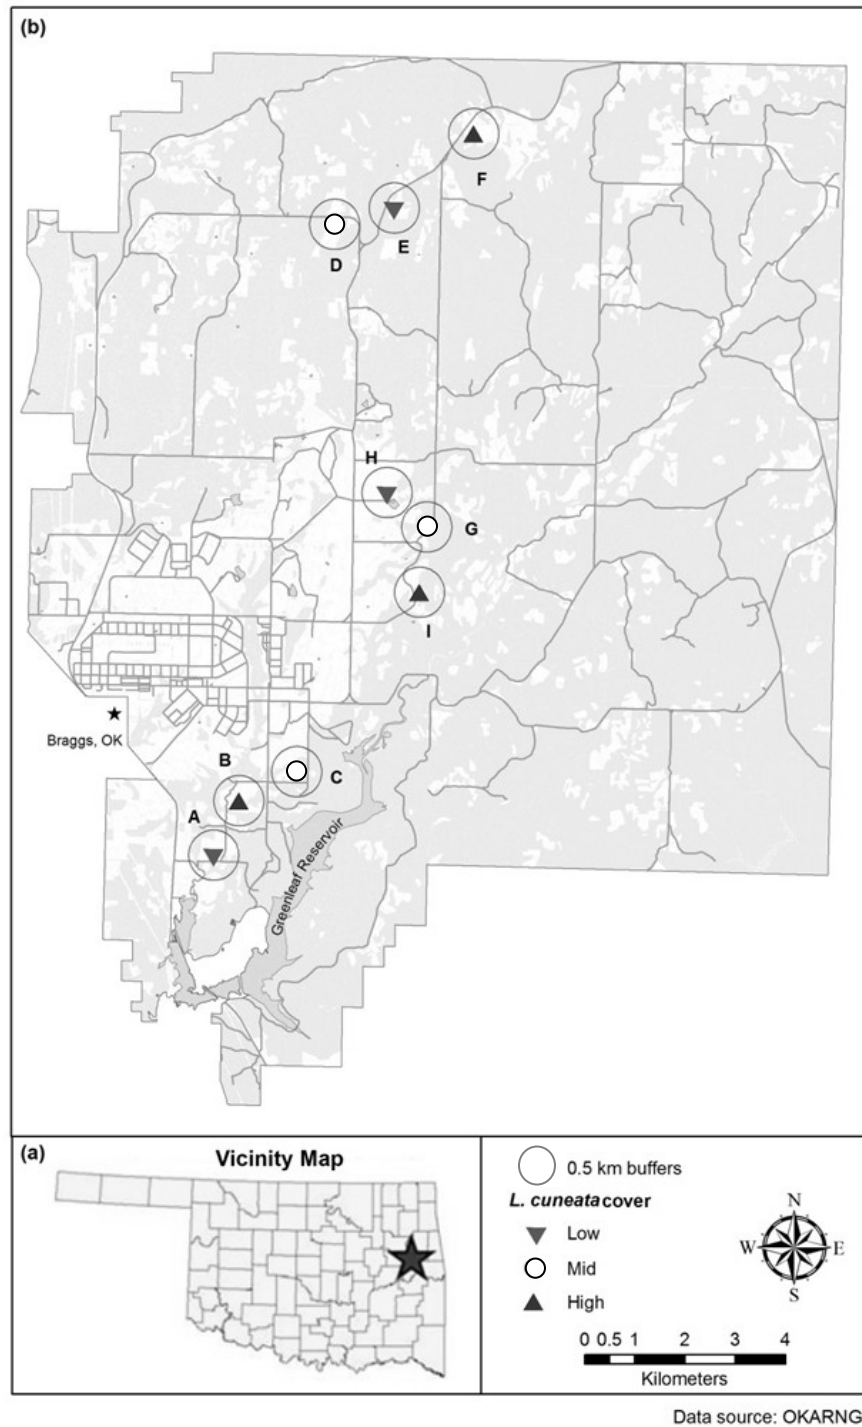 (b)
F
E
D
H
G
I
Braggs, OK
B
C
A
Greenleaf Reservoir
(a)
Vicinity Map
0.5 km buffers
L. cuneata cover
Low
Mid
High
N
W E
S
0 0.5 1 2 3 4
Kilometers
Data source: OKARNG